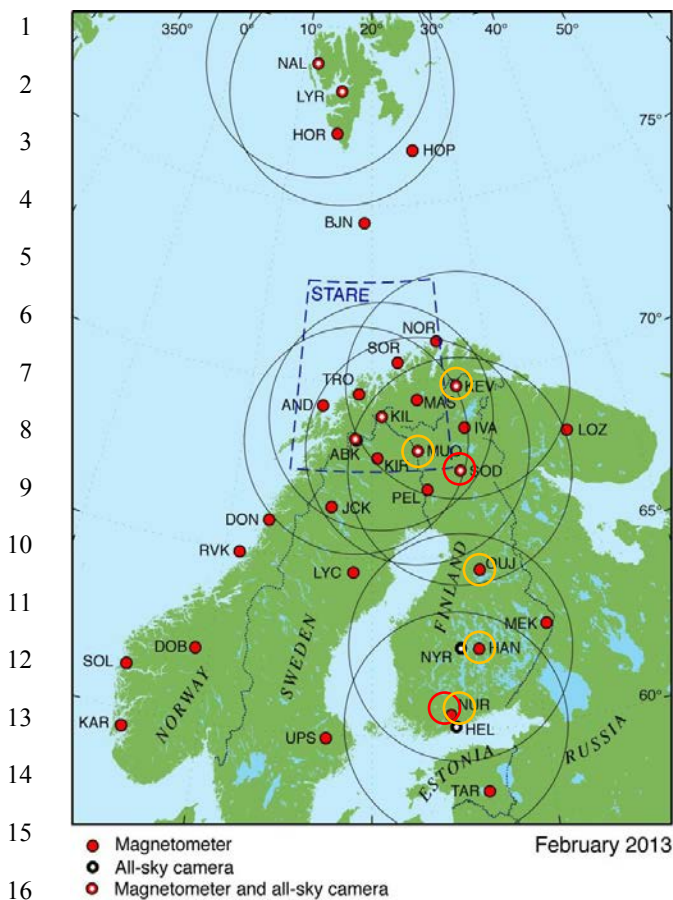 1
350° 0° 10° 20° 30° 40° 50°
NAL
2
LYR
75°
3
HOR
HOP
4
BJN
5
STARE
6
70°
NOR
SOR
7
TRO
KEV
AND
MAS
KIL
8
IVA
LOZ
ABK
MUO
KIR
SOD
9
PEL
JCK
DON
65°
10
RVK
OUJ
LYC
FINLAND
11
MEK
SWEDEN
DOB
HAN
12
NYR
SOL
NORWAY
60°
NUR
13
KAR
HEL
UPS
RUSSIA
ESTONIA
14
TAR
15
Magnetometer
February 2013
All-sky camera
16
Magnetometer and all-sky camera